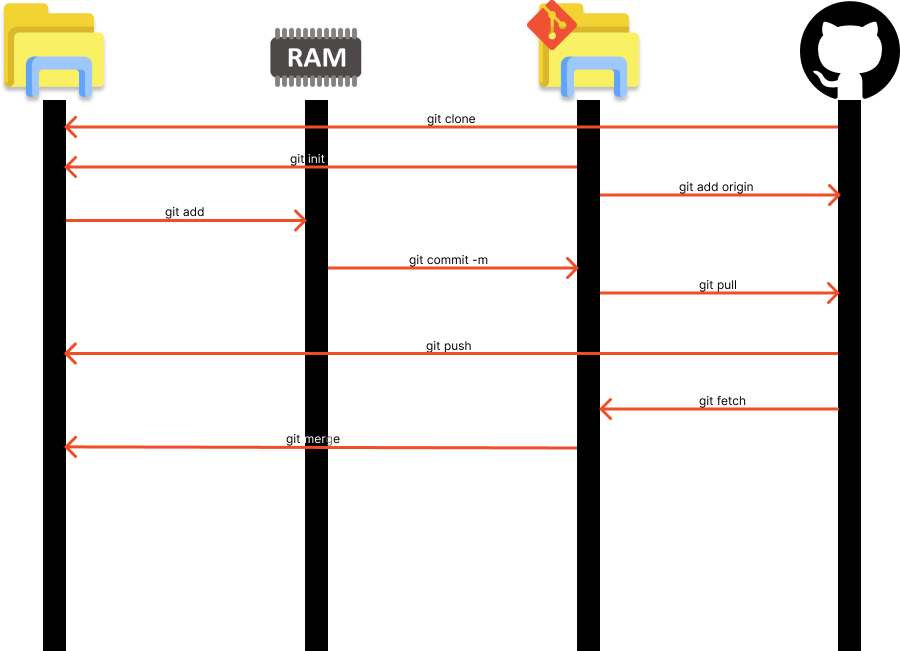 RAM
git clone
git init
git add origin
git add
git commit -m
git pull
git push
git fetch
git merge